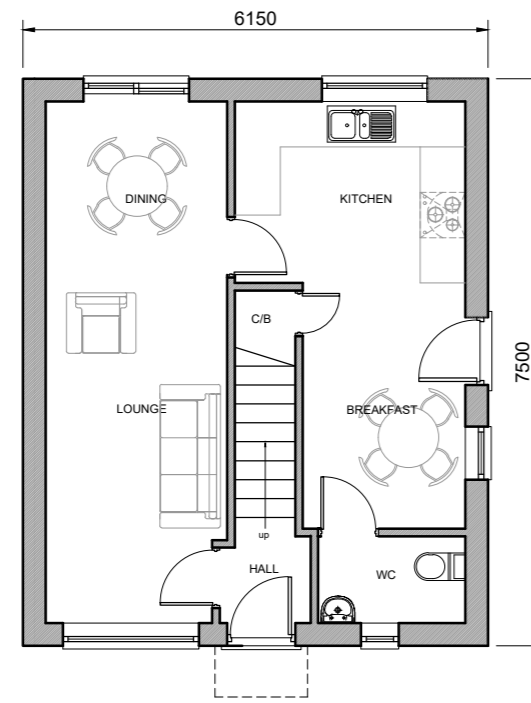 6150
DINING
KITCHEN
C/B
7500
LOUNGE
BREAKFAST
up
HALL
WC